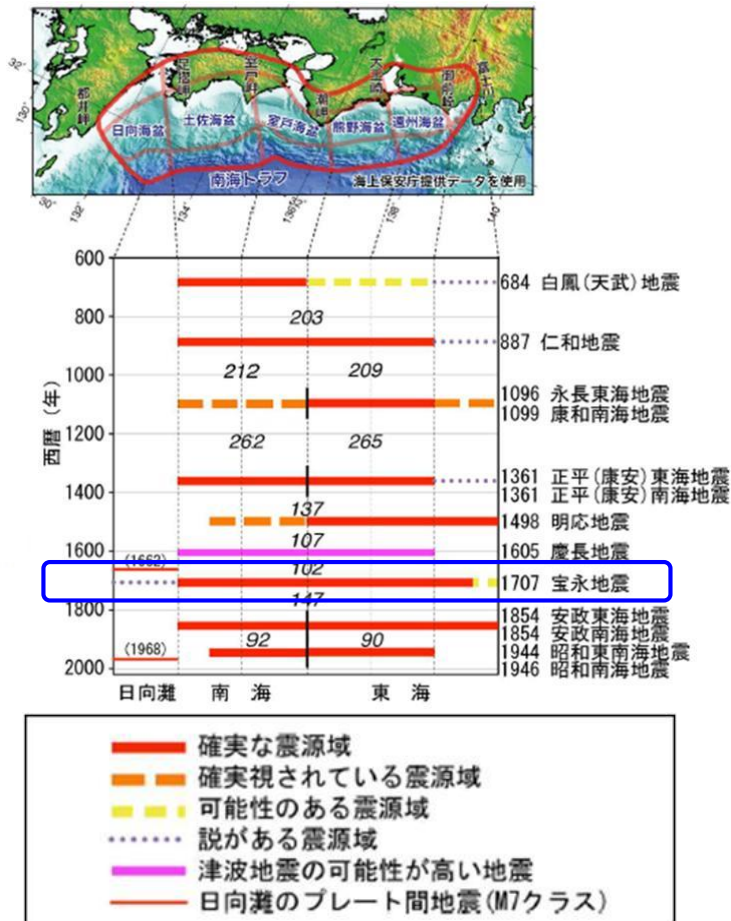 足摺岬
室戸岬
潮岬
大王崎
御前崎
富士川
都井岬
日向海盆
土佐海盆
室戸海盆
熊野海盆
遠州海盆
南海トラフ
海上保安庁提供データを使用
30°
130°
132°
134°
136°
138°
140°
西暦（年）
600
800
1000
1200
1400
1600
1800
2000
203
212
209
262
265
137
107
102
147
92
90
(1662)
(1968)
684 白鳳(天武)地震
887 仁和地震
1096 永長東海地震
1099 康和南海地震
1361 正平(康安)東海地震
1361 正平(康安)南海地震
1498 明応地震
1605 慶長地震
1707 宝永地震
1854 安政東海地震
1854 安政南海地震
1944 昭和東南海地震
1946 昭和南海地震
日向灘 南海 東海
確実な震源域
確実視されている震源域
可能性のある震源域
説がある震源域
津波地震の可能性が高い地震
日向灘のプレート間地震(M7クラス)